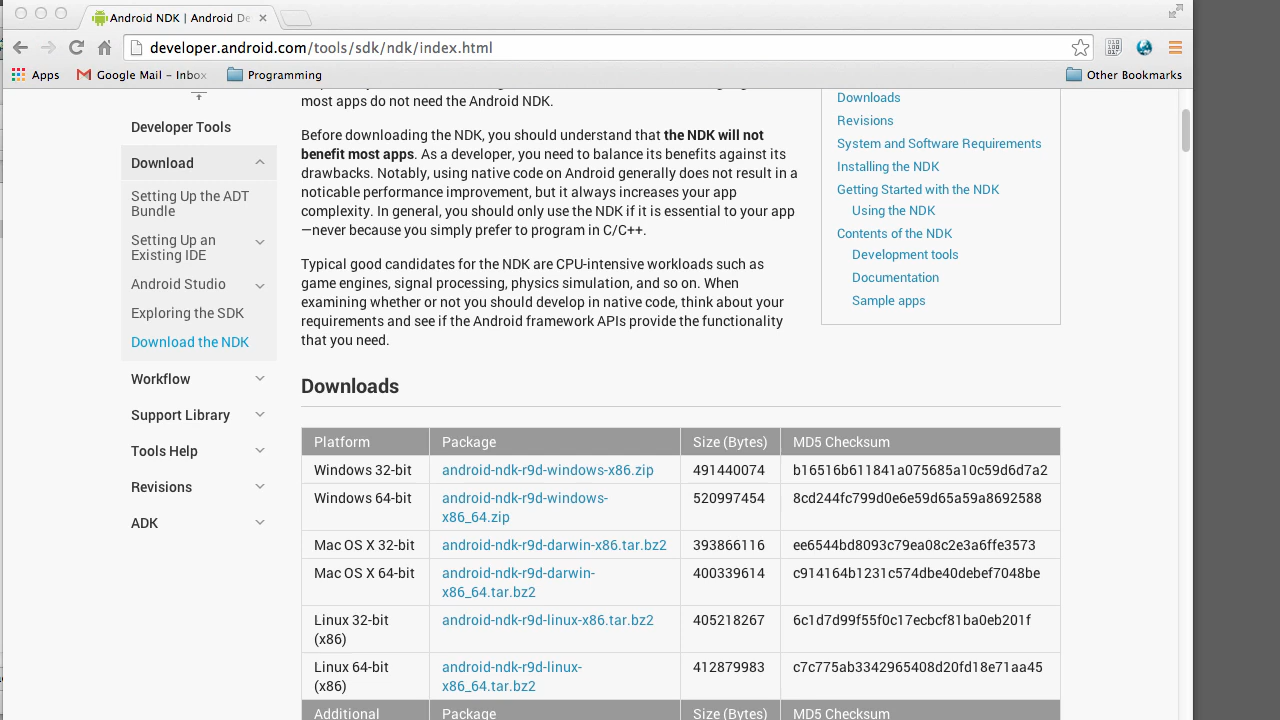 Android NDK | Android De
developer.android.com/tools/sdk/ndk/index.html
Apps
Google Mail – Inbox
Programming
Other Bookmarks
Developer Tools
Download
Setting Up the ADT
Bundle
Setting Up an
Existing IDE
Android Studio
Exploring the SDK
Download the NDK
Workflow
Support Library
Tools Help
Revisions
ADK
most apps do not need the Android NDK.
Before downloading the NDK, you should understand that the NDK will not
benefit most apps. As a developer, you need to balance its benefits against its
drawbacks. Notably, using native code on Android generally does not result in a
noticable performance improvement, but it always increases your app
complexity. In general, you should only use the NDK if it is essential to your app
—never because you simply prefer to program in C/C++.
Typical good candidates for the NDK are CPU-intensive workloads such as
game engines, signal processing, physics simulation, and so on. When
examining whether or not you should develop in native code, think about your
requirements and see if the Android framework APIs provide the functionality
that you need.
Downloads
Revisions
System and Software Requirements
Installing the NDK
Getting Started with the NDK
Using the NDK
Contents of the NDK
Development tools
Documentation
Sample apps
Downloads
Platform Package Size (Bytes) MD5 Checksum
Windows 32-bit android-ndk-r9d-windows-x86.zip 491440074 b16516b611841a075685a10c59d6d7a2
Windows 64-bit android-ndk-r9d-windows- 520997454 8cd244fc799d0e6e59d65a59a8692588
x86_64.zip
Mac OS X 32-bit android-ndk-r9d-darwin-x86.tar.bz2 393866116 ee6544bd8093c79ea08c2e3a6ffe3573
Mac OS X 64-bit android-ndk-r9d-darwin- 400339614 c914164b1231c574dbe40debef7048be
x86_64.tar.bz2
Linux 32-bit android-ndk-r9d-linux-x86.tar.bz2 405218267 6c1d7d99f55f0c17ecbcf81ba0eb201f
(x86)
Linux 64-bit android-ndk-r9d-linux- 412879983 c7c775ab3342965408d20fd18e71aa45
(x86) x86_64.tar.bz2
Additional Package Size (Bytes) MD5 Checksum